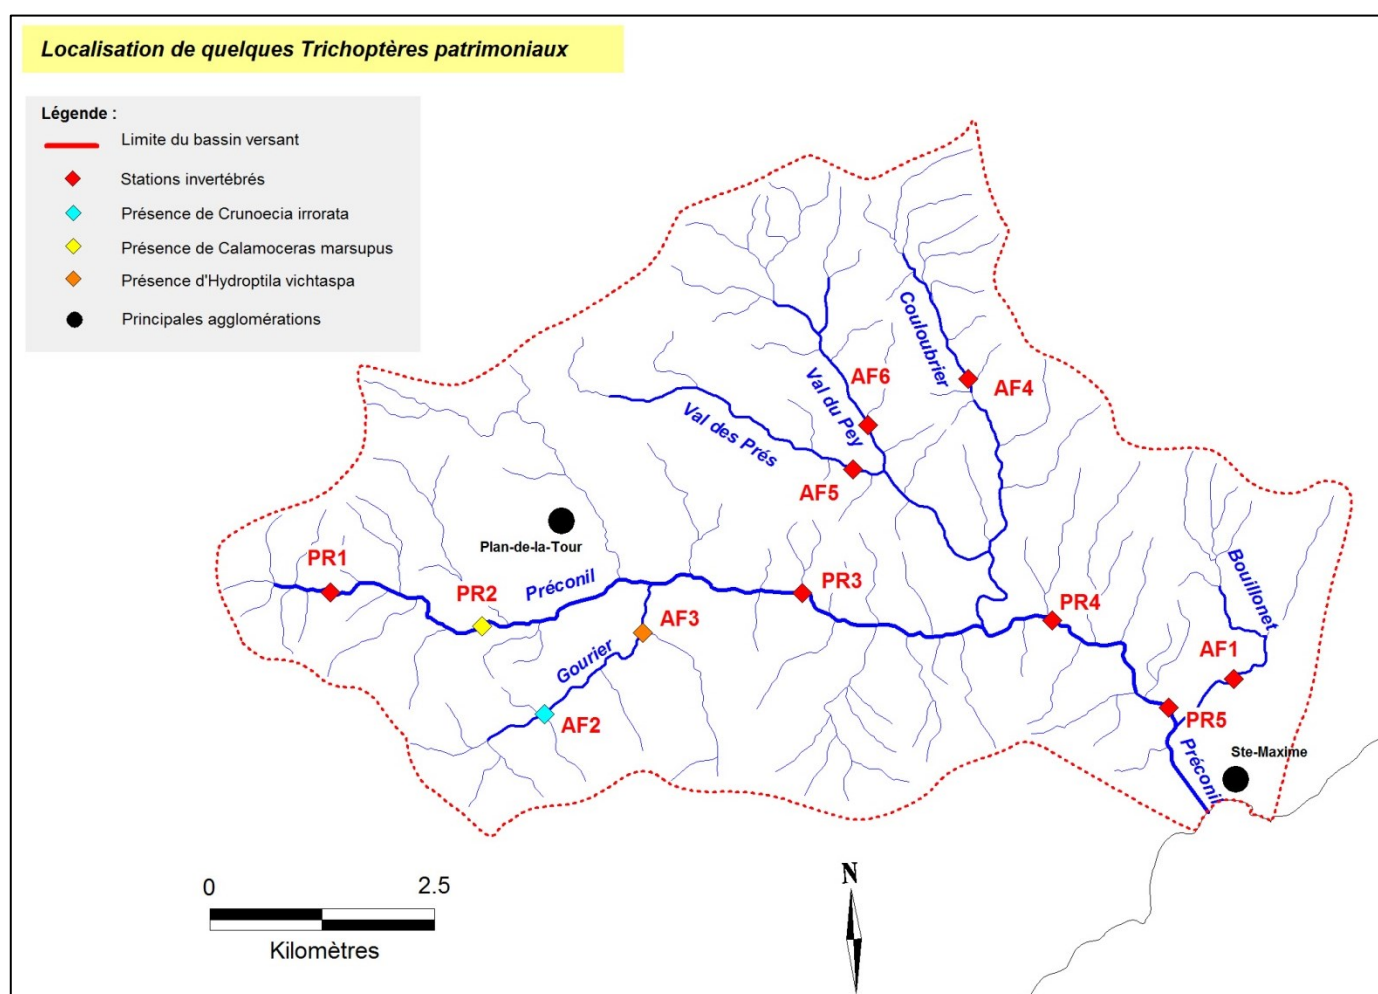 Localisation de quelques Trichoptères patrimoniaux
Légende :
Limite du bassin versant
Stations invertébrés
Présence de Crunoecia irrorata
Présence de Calamoceras marsupus
Présence d'Hydroptila vichtaspa
Principales agglomérations
Couloubrier
AF6
AF4
Val du Pey
Val des Prés
AF5
Plan-de-la-Tour
PR1
Préconil
PR2
PR3
Bouillonet
PR4
AF3
Gourier
AF1
AF2
PR5
Ste-Maxime
Préconil
N
0
2.5
Kilomètres